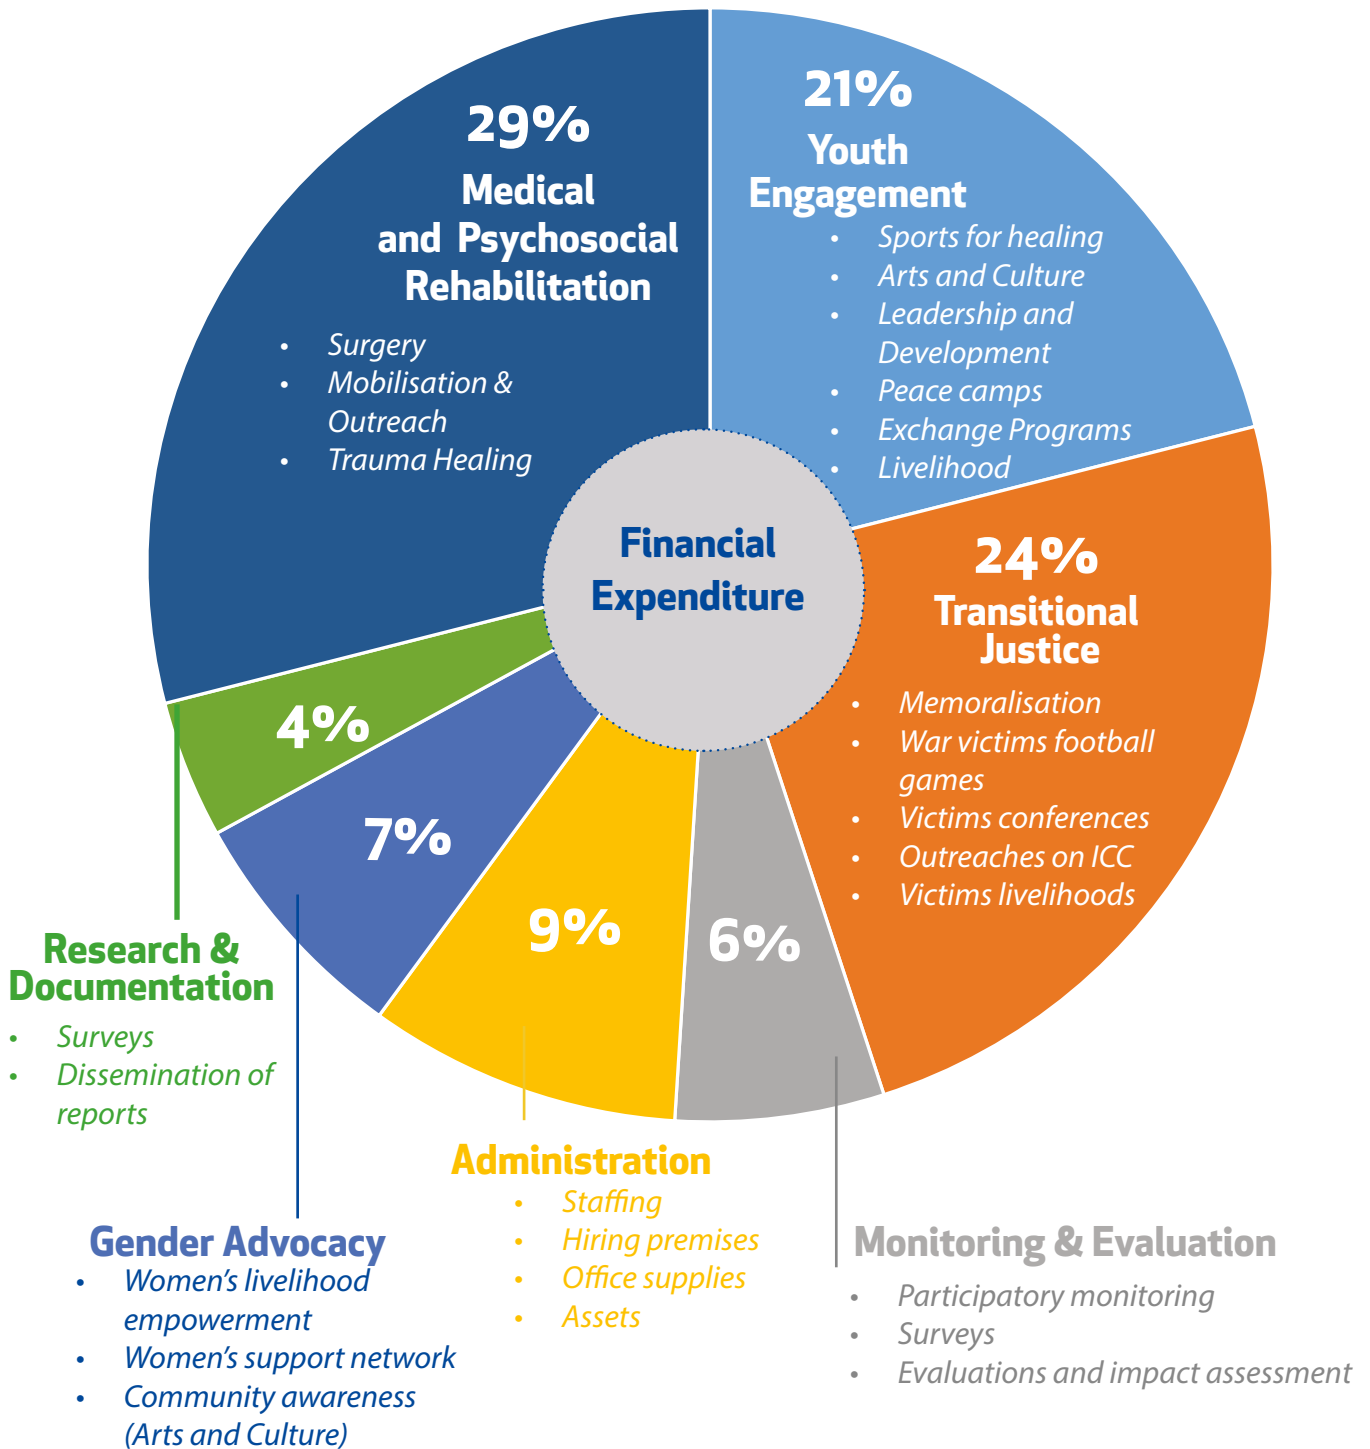 29%
Medical
and Psychosocial
Rehabilitation
• Surgery
• Mobilisation &
Outreach
• Trauma Healing
21%
Youth
Engagement
• Sports for healing
• Arts and Culture
• Leadership and
Development
• Peace camps
• Exchange Programs
• Livelihood
Financial
Expenditure
24%
Transitional
Justice
• Memoralisation
• War victims football
games
• Victims conferences
• Outreaches on ICC
• Victims livelihoods
4%
7%
9%
6%
Research &
Documentation
• Surveys
• Dissemination of
reports
Gender Advocacy
• Women's livelihood
empowerment
• Women's support network
• Community awareness
(Arts and Culture)
Administration
• Staffing
• Hiring premises
• Office supplies
• Assets
Monitoring & Evaluation
• Participatory monitoring
• Surveys
• Evaluations and impact assessment